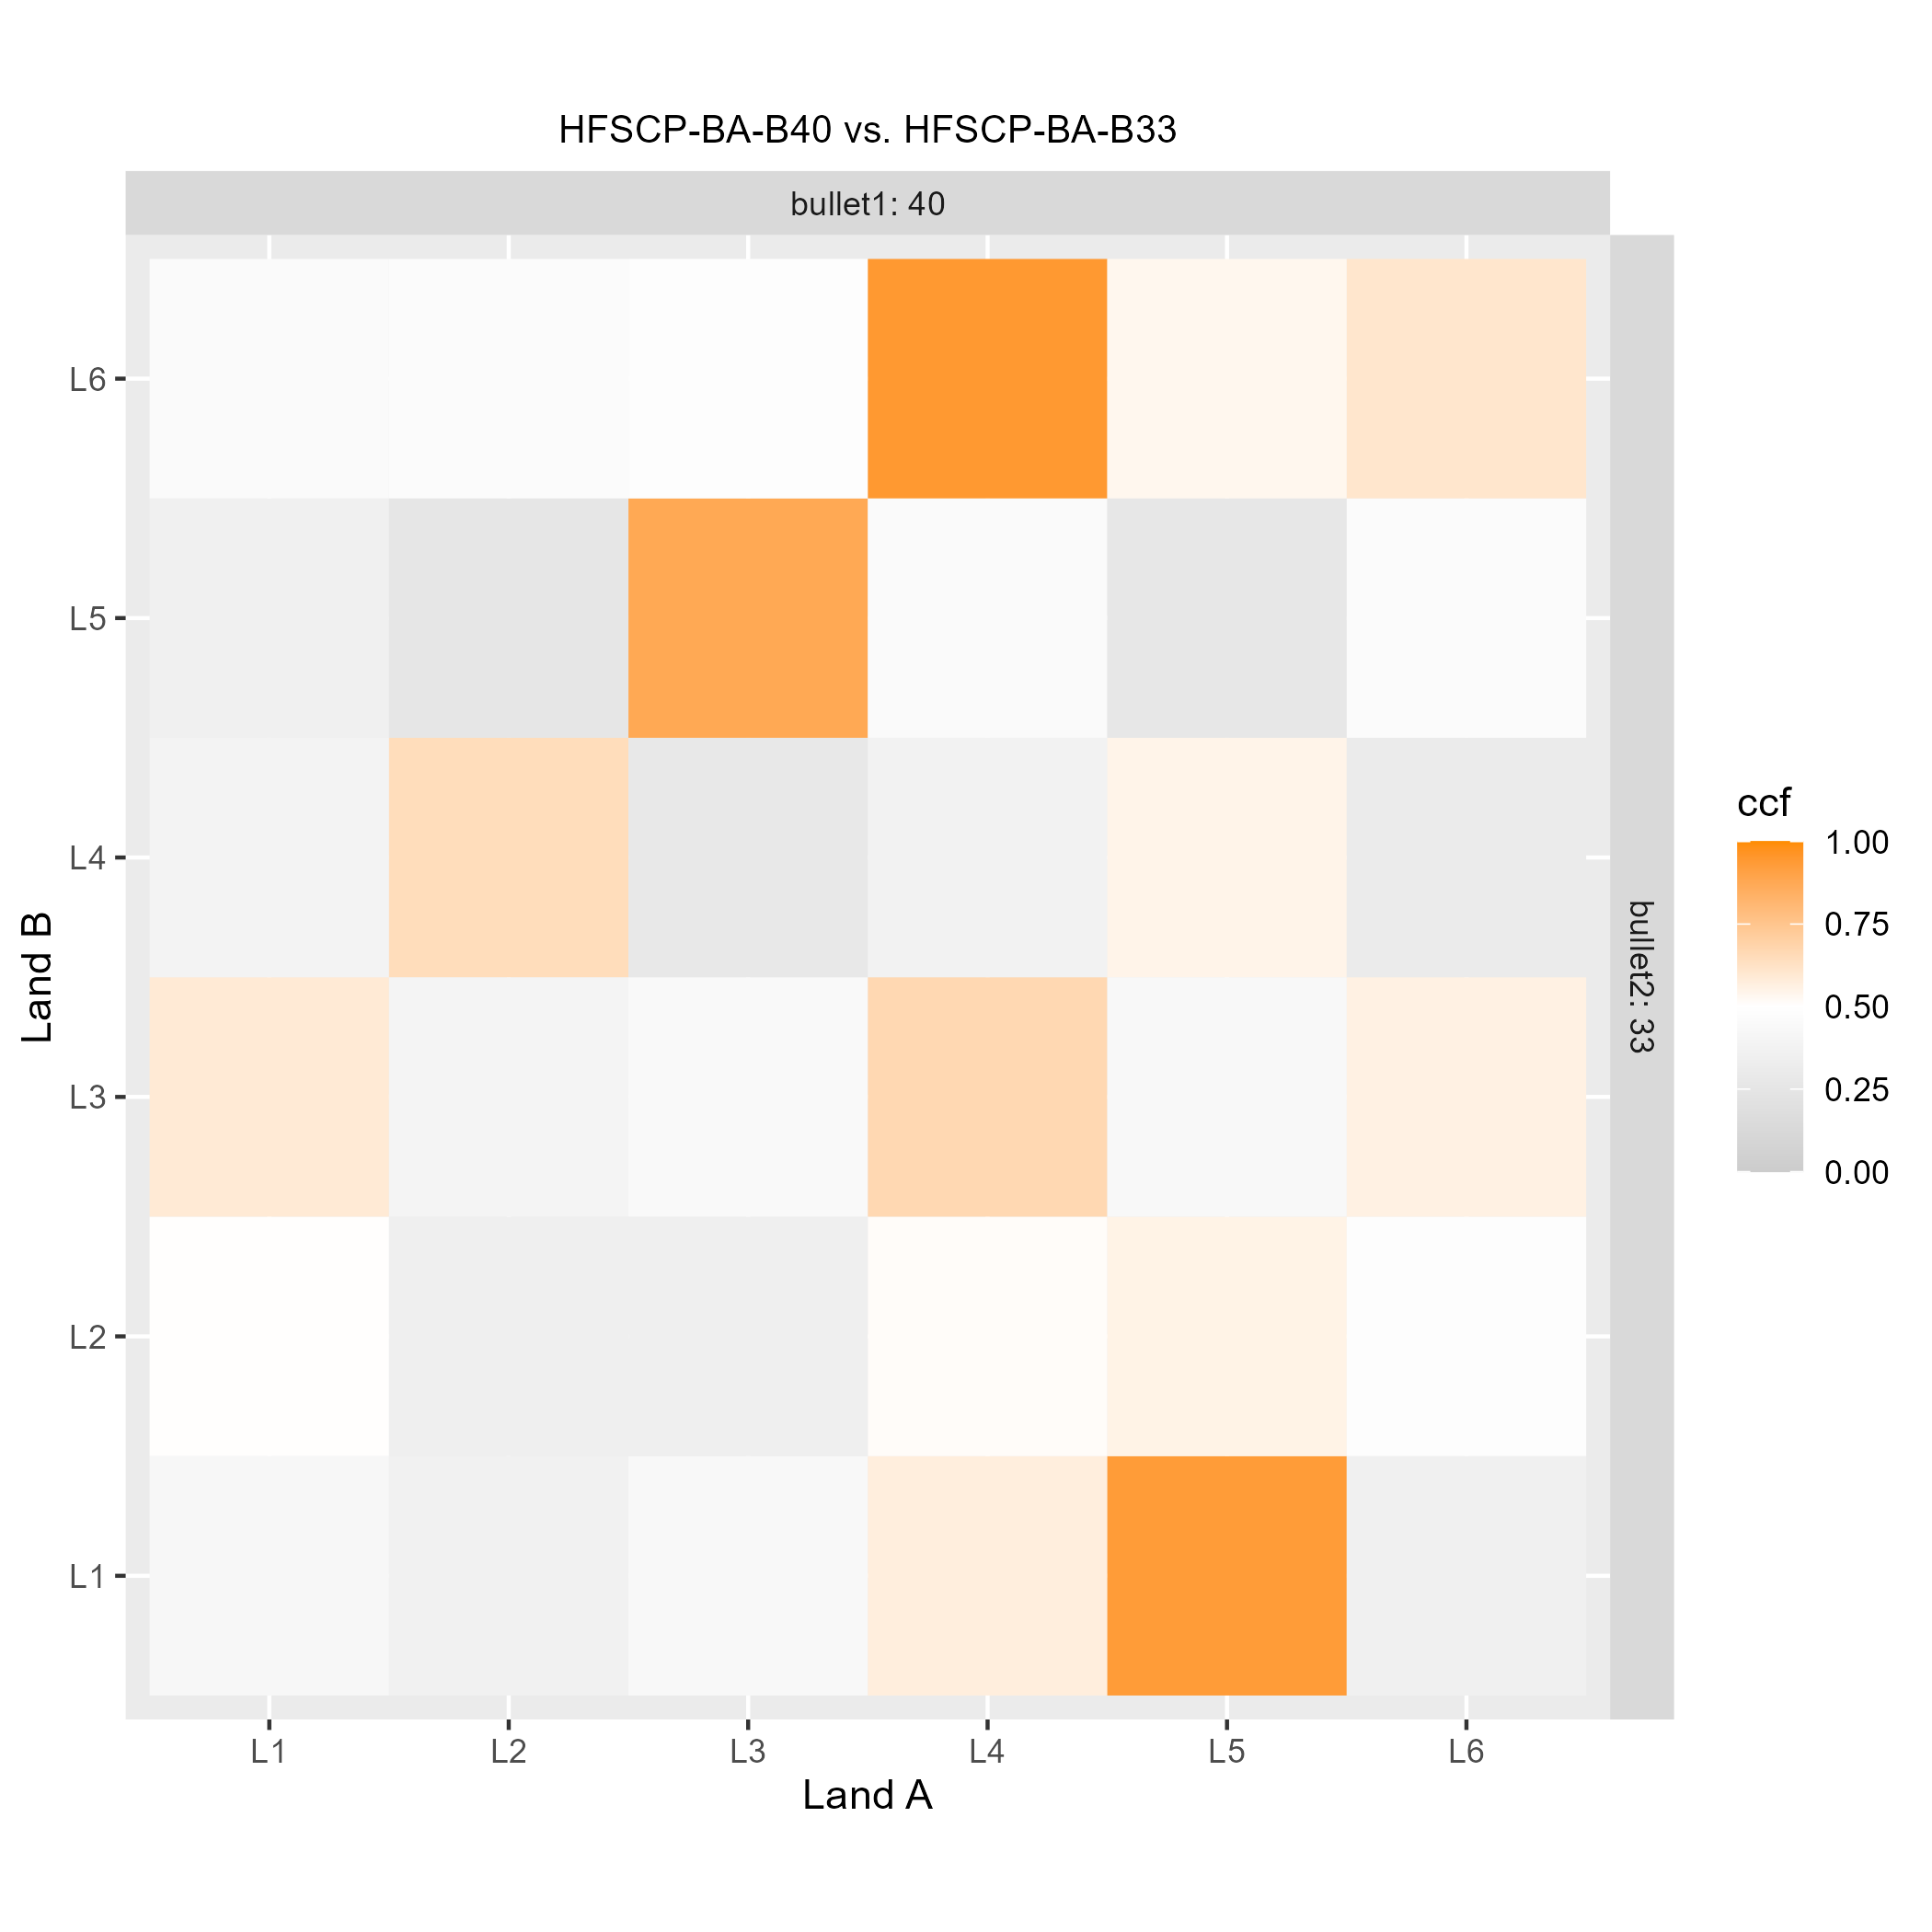 HFSCP-BA-B40 vs. HFSCP-BA-B33
bullet1: 40
L6
L5
L4
L3
L2
L1
Land B
bullet2: 33
L1 L2 L3 L4 L5 L6
Land A
ccf
1.00
0.75
0.50
0.25
0.00